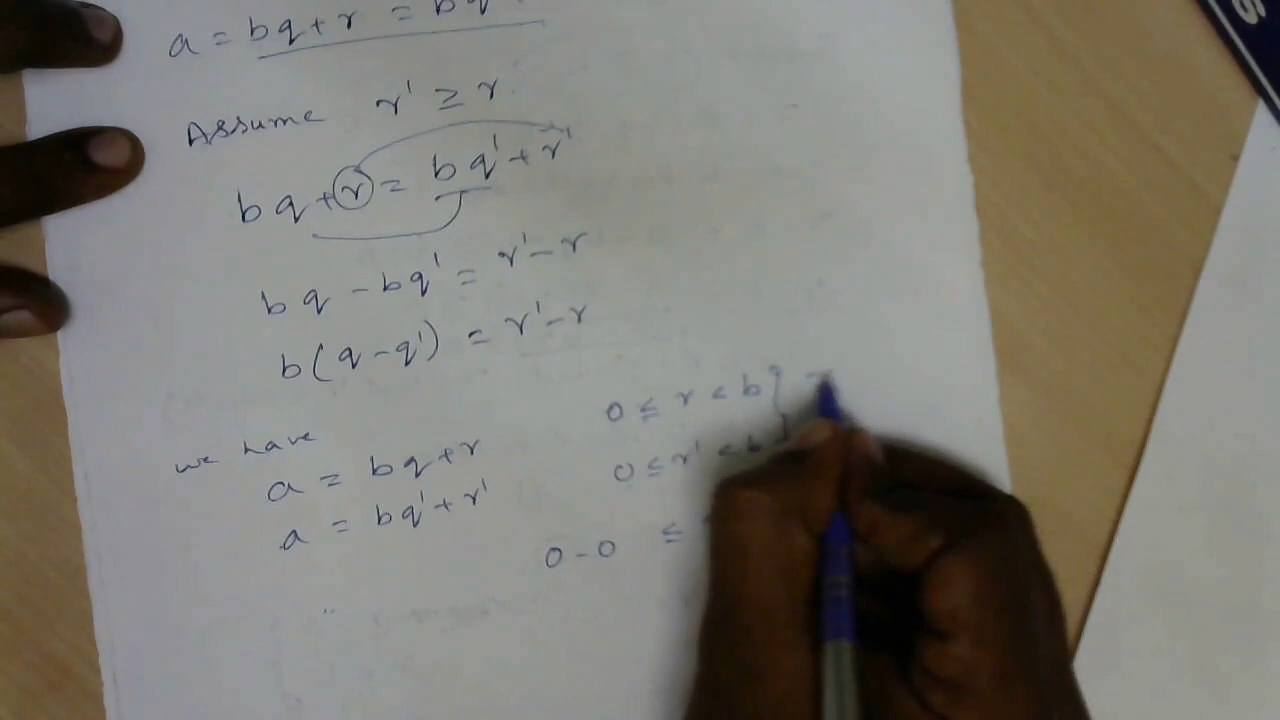 a = bq + r = bq
Assume r' ≥ r
bq + r = bq' + r'
bq - bq' = r' - r
b(q - q') = r' - r
we have
a = bq + r 0 ≤ r < b
a = bq' + r' 0 ≤ r' < b
0 - 0 ≤
S